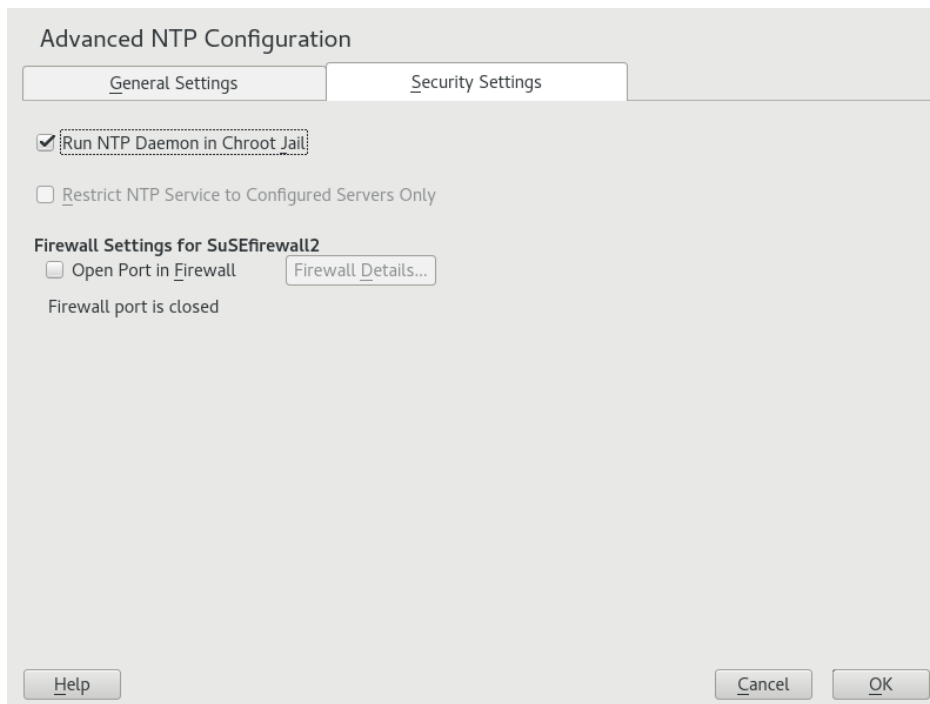 Advanced NTP Configuration
General Settings
Security Settings
Run NTP Daemon in Chroot Jail
Restrict NTP Service to Configured Servers Only
Firewall Settings for SuSEfirewall2
Open Port in Firewall
Firewall Details...
Firewall port is closed
Help
Cancel
OK